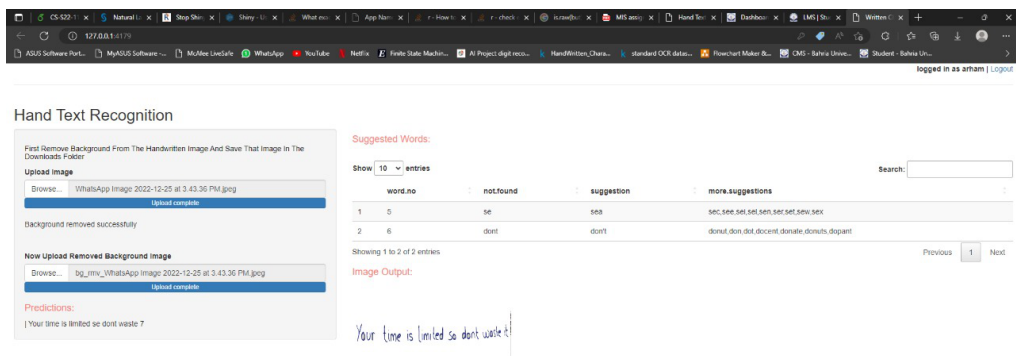 CS-522-1
Natural La
Stop Shin
Shiny - U
What exo
App Nam
r - How to
r - check i
is.raw(bu
MIS assig
Hand Tex
Dashboar
LMS | Stu
Written C
127.0.0.1:4179
ASUS Software Port... MyASUS Software -... McAfee LiveSafe WhatsApp YouTube Netflix Finite State Machin... AI Project digit reco... HandWritten_Chara... standard OCR datas... Flowchart Maker &... CMS - Bahria Unive... Student - Bahria Un...
logged in as arham | Logout
Hand Text Recognition
First Remove Background From The Handwritten Image And Save That Image In The
Downloads Folder
Upload Image
Browse... WhatsApp Image 2022-12-25 at 3.43.36 PM.jpeg
Upload complete
Background removed successfully
Now Upload Removed Background Image
Browse... bg_rmv_WhatsApp Image 2022-12-25 at 3.43.36 PM.jpeg
Upload complete
Predictions:
| Your time is limited se dont waste 7
Suggested Words:
Show 10 entries
Search:
word.no not.found suggestion more.suggestions
1 5 se sea sec,see,sei,sel,sen,ser,set,sew,sex
2 6 dont don't donut,don,dot,docent,donate,donuts,dopant
Showing 1 to 2 of 2 entries
Previous 1 Next
Image Output:
Your time is limited so dont waste it